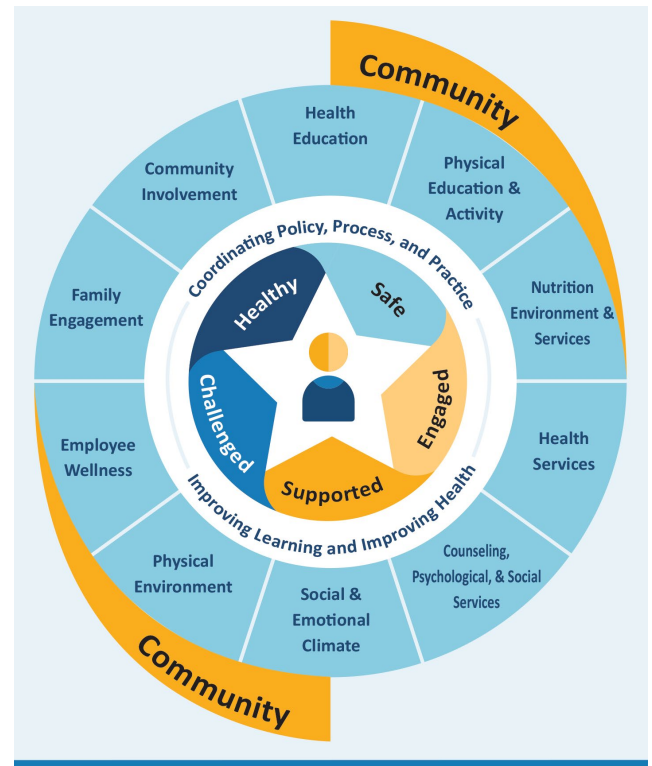 Community
Health
Education
Physical
Education &
Activity
Nutrition
Environment &
Services
Health
Services
Counseling,
Psychological, & Social
Services
Social &
Emotional
Climate
Physical
Environment
Employee
Wellness
Family
Engagement
Community
Involvement
Coordinating Policy, Process, and Practice
Improving Learning and Improving Health
Healthy
Safe
Engaged
Supported
Challenged
Community